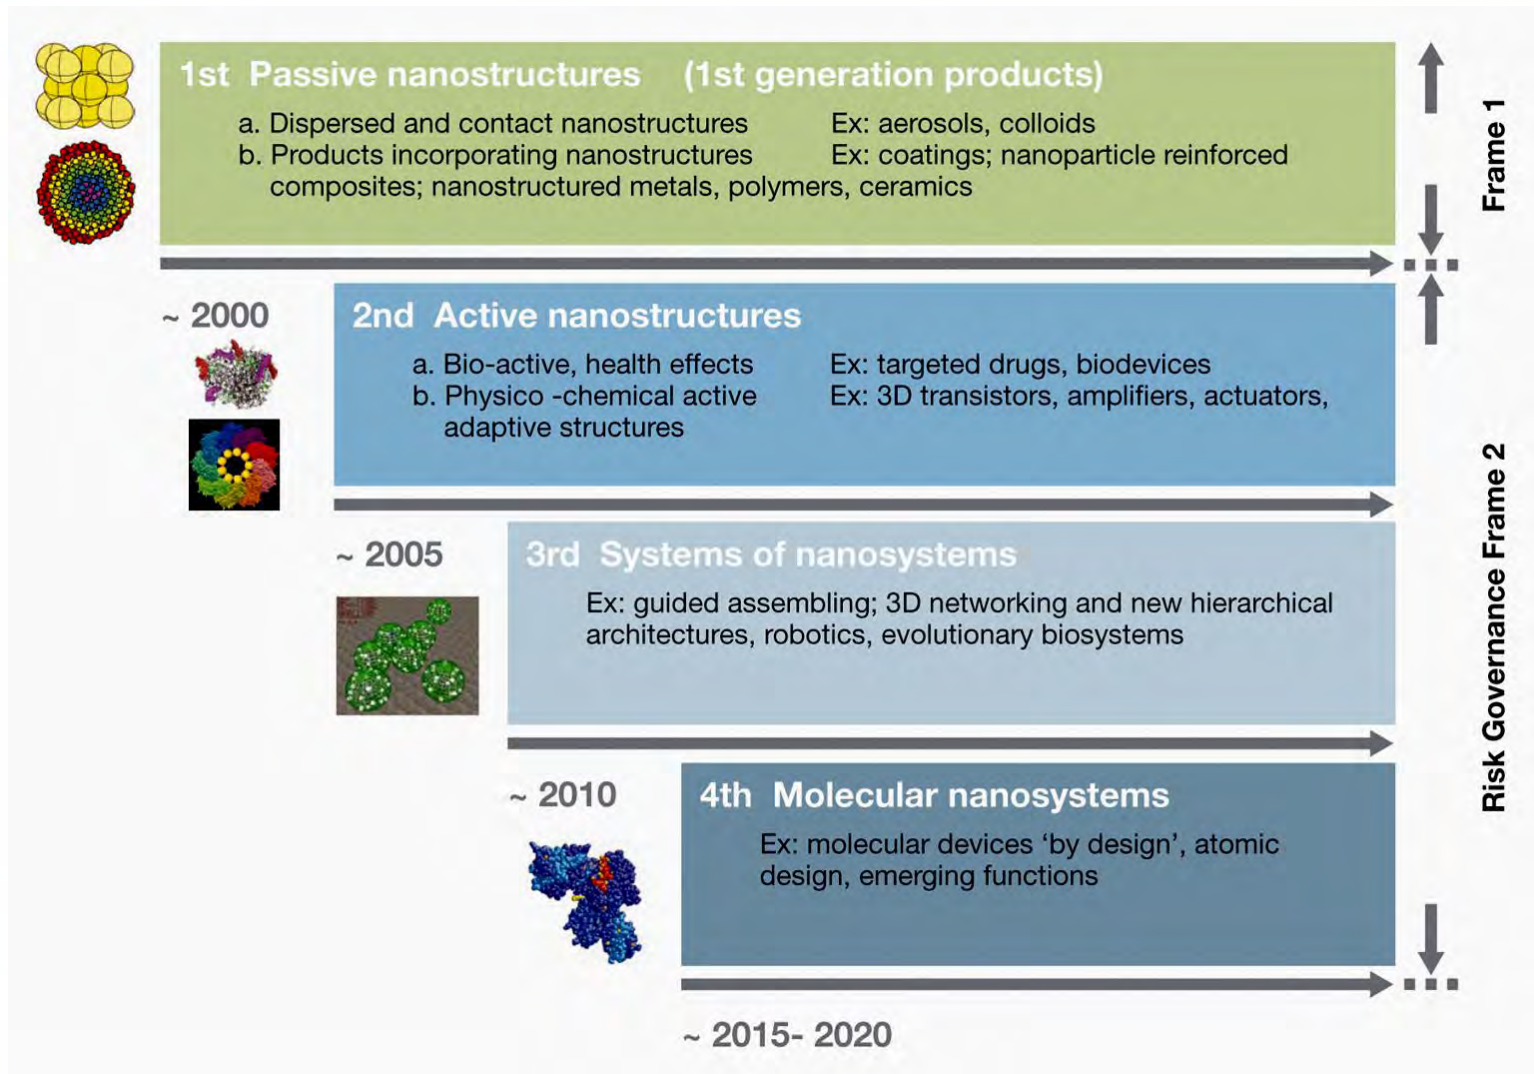 1st Passive nanostructures (1st generation products)
a. Dispersed and contact nanostructures Ex: aerosols, colloids
b. Products incorporating nanostructures Ex: coatings; nanoparticle reinforced
composites; nanostructured metals, polymers, ceramics
Frame 1
~ 2000
2nd Active nanostructures
a. Bio-active, health effects Ex: targeted drugs, biodevices
b. Physico -chemical active Ex: 3D transistors, amplifiers, actuators,
adaptive structures
~ 2005
3rd Systems of nanosystems
Ex: guided assembling; 3D networking and new hierarchical
architectures, robotics, evolutionary biosystems
Risk Governance Frame 2
~ 2010
4th Molecular nanosystems
Ex: molecular devices ‘by design’, atomic
design, emerging functions
~ 2015- 2020